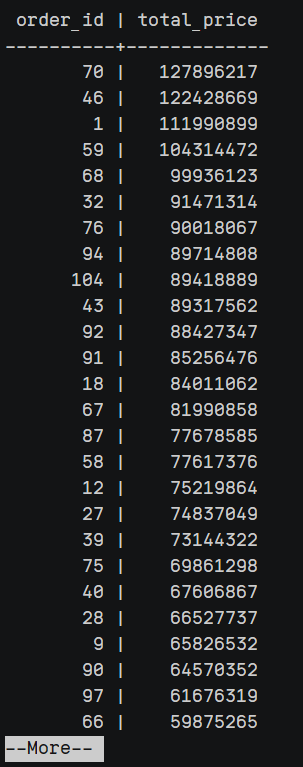 order_id | total_price
----------+-------------
70 | 127896217
46 | 122428669
1 | 111990899
59 | 104314472
68 | 99936123
32 | 91471314
76 | 90018067
94 | 89714808
104 | 89418889
43 | 89317562
92 | 88427347
91 | 85256476
18 | 84011062
67 | 81990858
87 | 77678585
58 | 77617376
12 | 75219864
27 | 74837049
39 | 73144322
75 | 69861298
40 | 67606867
28 | 66527737
9 | 65826532
90 | 64570352
97 | 61676319
66 | 59875265
--More--